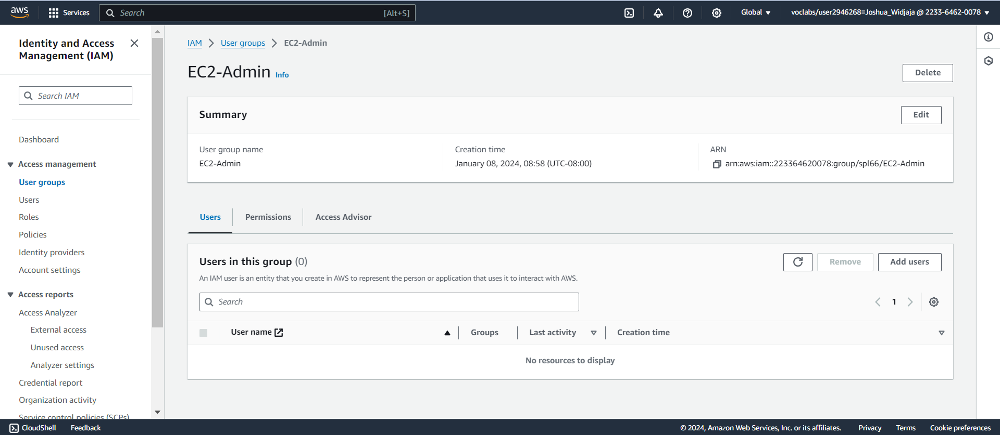 aws Services Search [Alt+S] Global voclabs/user2946268=Joshua_Widjaja @ 2233-6462-0078
Identity and Access
Management (IAM)
Search IAM
Dashboard
Access management
User groups
Users
Roles
Policies
Identity providers
Account settings
Access reports
Access Analyzer
External access
Unused access
Analyzer settings
Credential report
Organization activity
Service control policies (SCPs)
IAM User groups EC2-Admin
EC2-Admin Info Delete
Summary Edit
User group name
EC2-Admin
Creation time
January 08, 2024, 08:58 (UTC-08:00)
ARN
arn:aws:iam::223364620078:group/spl66/EC2-Admin
Users Permissions Access Advisor
Users in this group (0) Remove Add users
An IAM user is an entity that you create in AWS to represent the person or application that uses it to interact with AWS.
Search 1
User name Groups Last activity Creation time
No resources to display
CloudShell Feedback © 2024, Amazon Web Services, Inc. or its affiliates. Privacy Terms Cookie preferences